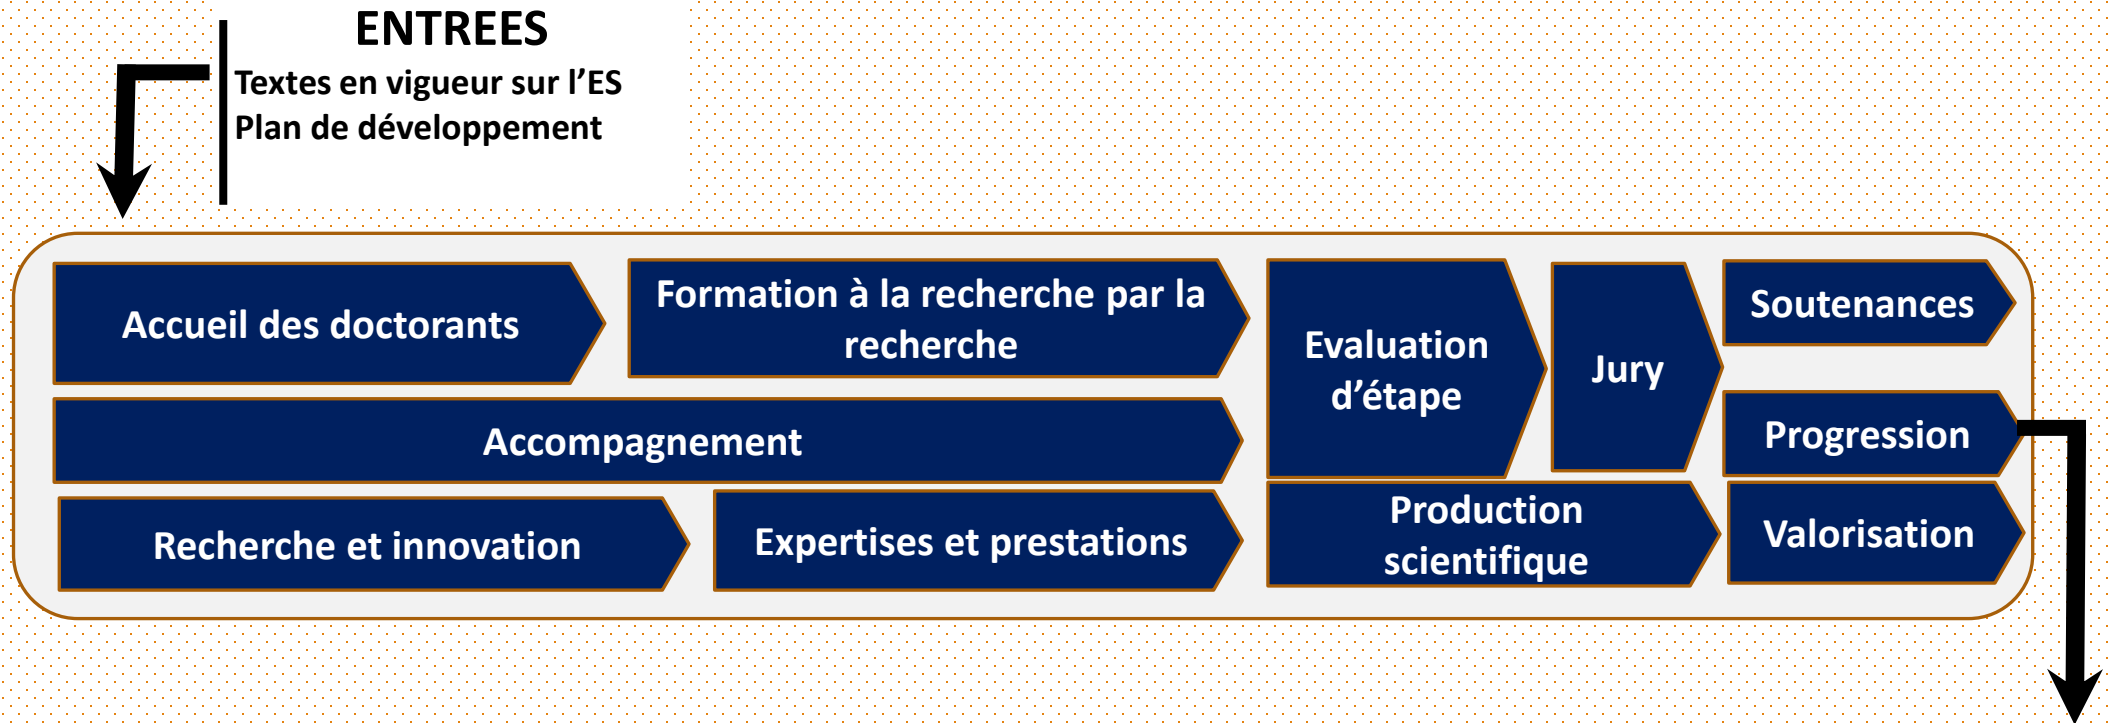 ENTREES
Textes en vigueur sur l’ES
Plan de développement
Accueil des doctorants
Formation à la recherche par la
recherche
Evaluation
d’étape
Jury
Soutenances
Accompagnement
Progression
Recherche et innovation
Expertises et prestations
Production
scientifique
Valorisation